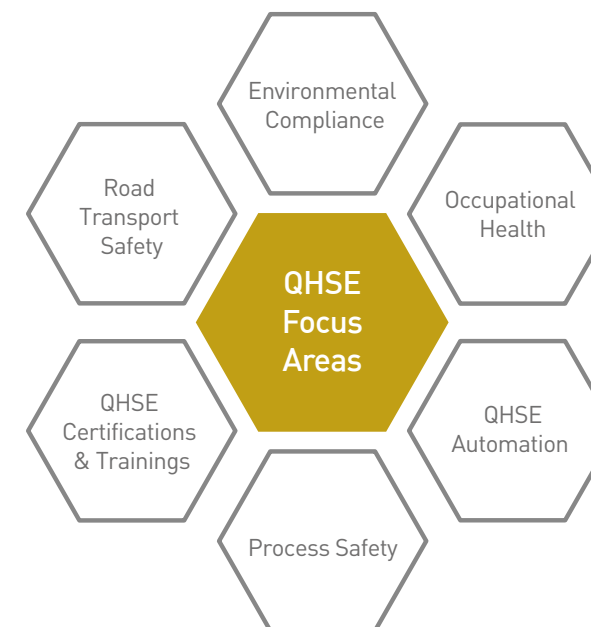 Environmental
Compliance
Road
Transport
Safety
Occupational
Health
QHSE
Focus
Areas
QHSE
Certifications
& Trainings
QHSE
Automation
Process Safety